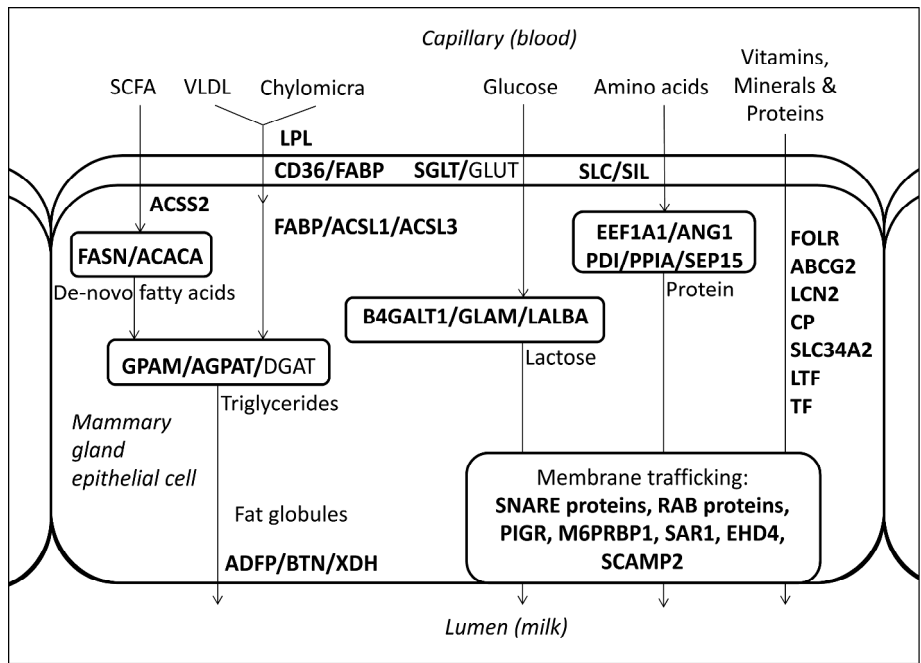 Capillary (blood)
SCFA
VLDL
Chylomicra
Glucose
Amino acids
Vitamins,
Minerals &
Proteins
LPL
CD36/FABP
SGLT/GLUT
SLC/SIL
ACSS2
FABP/ACSL1/ACSL3
FASN/ACACA
De-novo fatty acids
EEF1A1/ANG1
PDI/PPIA/SEP15
Protein
B4GALT1/GLAM/LALBA
Lactose
GPAM/AGPAT/DGAT
Triglycerides
FOLR
ABCG2
LCN2
CP
SLC34A2
LTF
TF
Mammary
gland
epithelial cell
Fat globules
ADFP/BTN/XDH
Membrane trafficking:
SNARE proteins, RAB proteins,
PIGR, M6PRBP1, SAR1, EHD4,
SCAMP2
Lumen (milk)